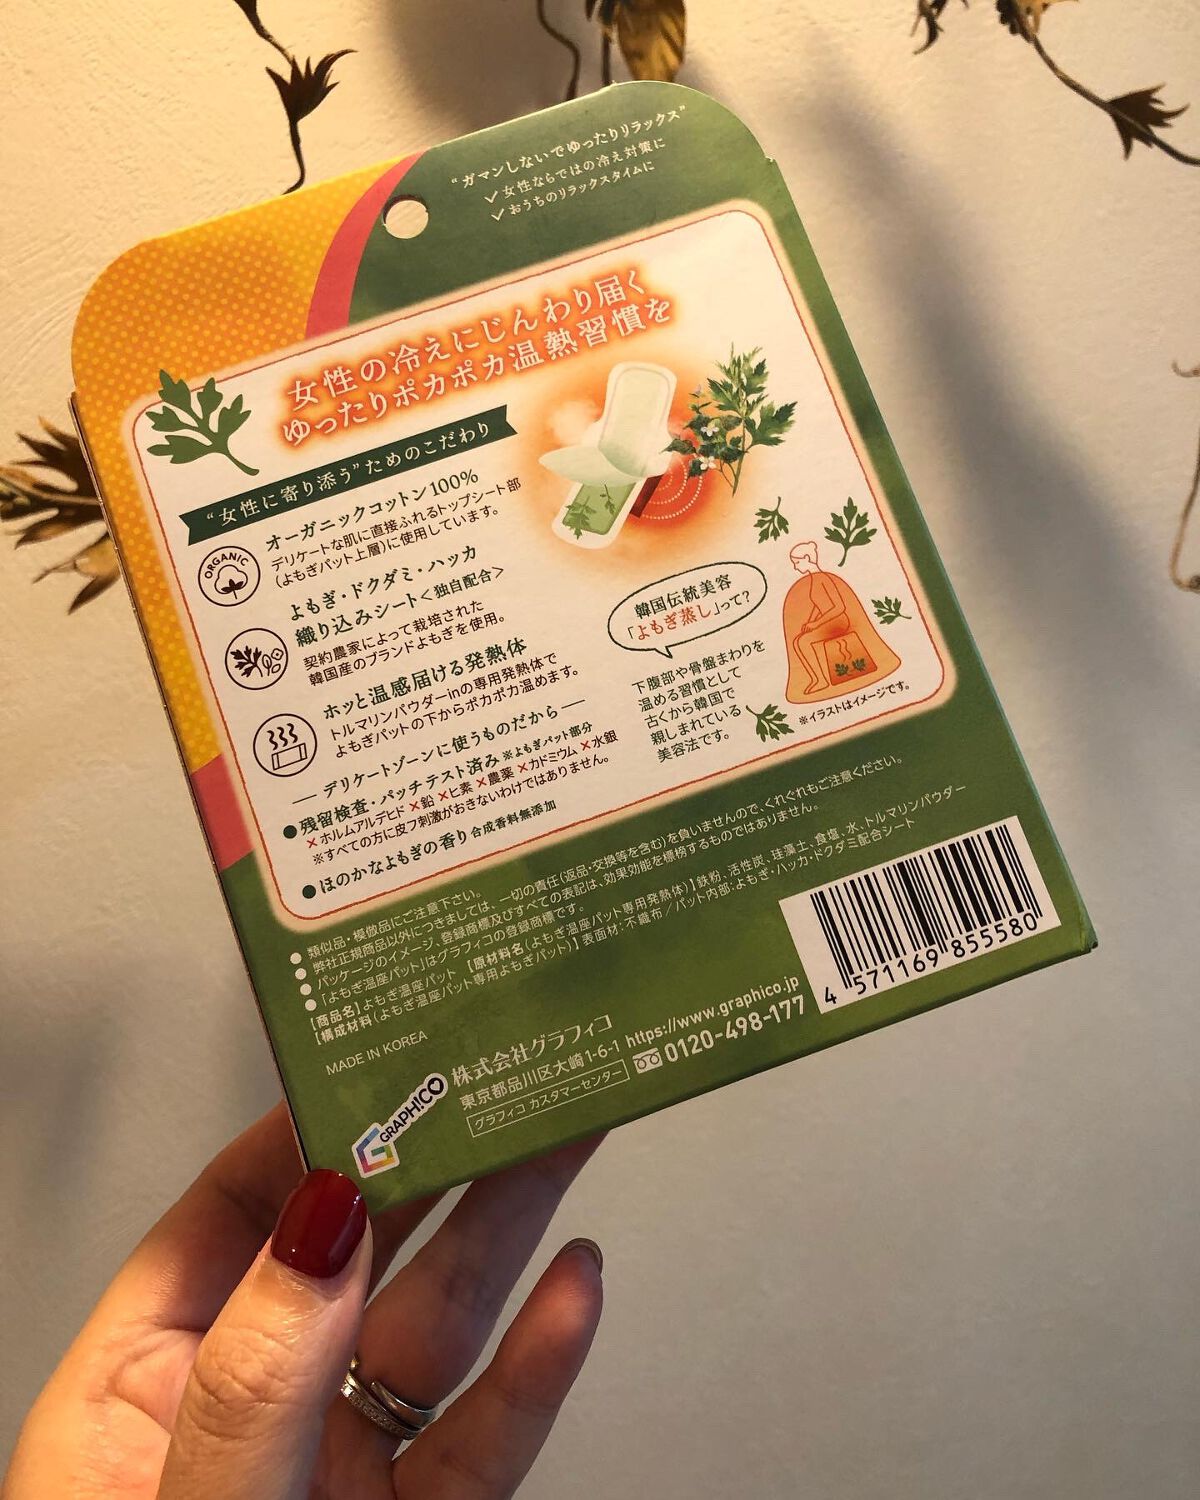 "ガマンしないでゆったりリラックス"
✓女性ならではの冷え対策に
✓おうちのリラックスタイムに
女性の冷えにじんわり届く
ゆったりポカポカ温熱習慣を
"女性に寄り添う"ためのこだわり
ORGANIC
オーガニックコットン100%
デリケートな肌に直接ふれるトップシート部
(よもぎパット上層)に使用しています。
よもぎ・ドクダミ・ハッカ
織り込みシート<独自配合>
契約農家によって栽培された
韓国産のブランドよもぎを使用。
ホッと温感届ける発熱体
トルマリンパウダーinの専用発熱体で
よもぎパットの下からポカポカ温めます。
韓国伝統美容
「よもぎ蒸し」って?
下腹部や骨盤まわりを
温める習慣として
古くから韓国で
親しまれている
美容法です。
※イラストはイメージです。
― デリケートゾーンに使うものだから ―
●残留検査・パッチテスト済み ※よもぎパット部分
×ホルムアルデヒド ×鉛 ×ヒ素 ×農薬 ×カドミウム ×水銀
※すべての方に皮フ刺激がおきないわけではありません。
●ほのかなよもぎの香り 合成香料無添加
●類似品・模倣品にご注意下さい。
●弊社正規商品以外につきましては、一切の責任(返品・交換等を含む)を負いませんので、くれぐれもご注意ください。
●パッケージのイメージ、登録商標及びすべての表記は、効果効能を標榜するものではありません。
●「よもぎ温座パット」はグラフィコの登録商標です。
【商品名】よもぎ温座パット 【原材料名(よもぎ温座パット専用発熱体)】鉄粉、活性炭、珪藻土、食塩、水、トルマリンパウダー
【構成材料(よもぎ温座パット専用よもぎパット)】表面材:不織布/パット内部:よもぎ・ハッカ・ドクダミ配合シート
MADE IN KOREA
GRAPH!CO
株式会社グラフィコ https://www.graphico.jp
東京都品川区大崎1-6-1
グラフィコ カスタマーセンター 0120-498-177
4 571169 855580